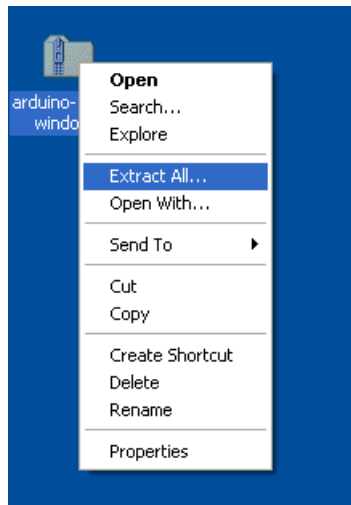 arduino-
windo
Open
Search...
Explore
Extract All...
Open With...
Send To
Cut
Copy
Create Shortcut
Delete
Rename
Properties